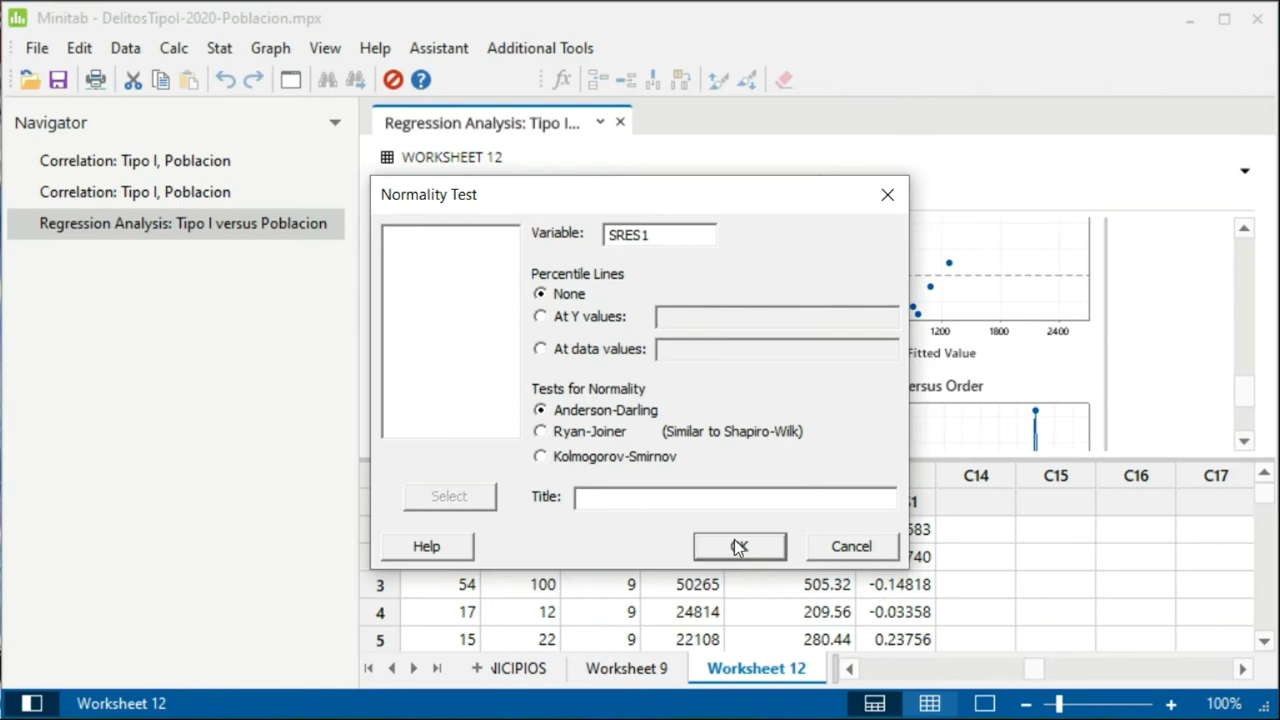 Minitab - DelitosTipoI-2020-Poblacion.mpx
File Edit Data Calc Stat Graph View Help Assistant Additional Tools
Navigator
Correlation: Tipo I, Poblacion
Correlation: Tipo I, Poblacion
Regression Analysis: Tipo I versus Poblacion
Regression Analysis: Tipo I...
WORKSHEET 12
Normality Test
Variable: SRES1
Percentile Lines
None
At Y values:
At data values:
Tests for Normality
Anderson-Darling
Ryan-Joiner (Similar to Shapiro-Wilk)
Kolmogorov-Smirnov
Select
Title:
Help
Cancel
1200 1800 2400
Fitted Value
ersus Order
C14 C15 C16 C17
583
740
3 54 100 9 50265 505.32 -0.14818
4 17 12 9 24814 209.56 -0.03358
5 15 22 9 22108 280.44 0.23756
NICIPIOS Worksheet 9 Worksheet 12
Worksheet 12
100%